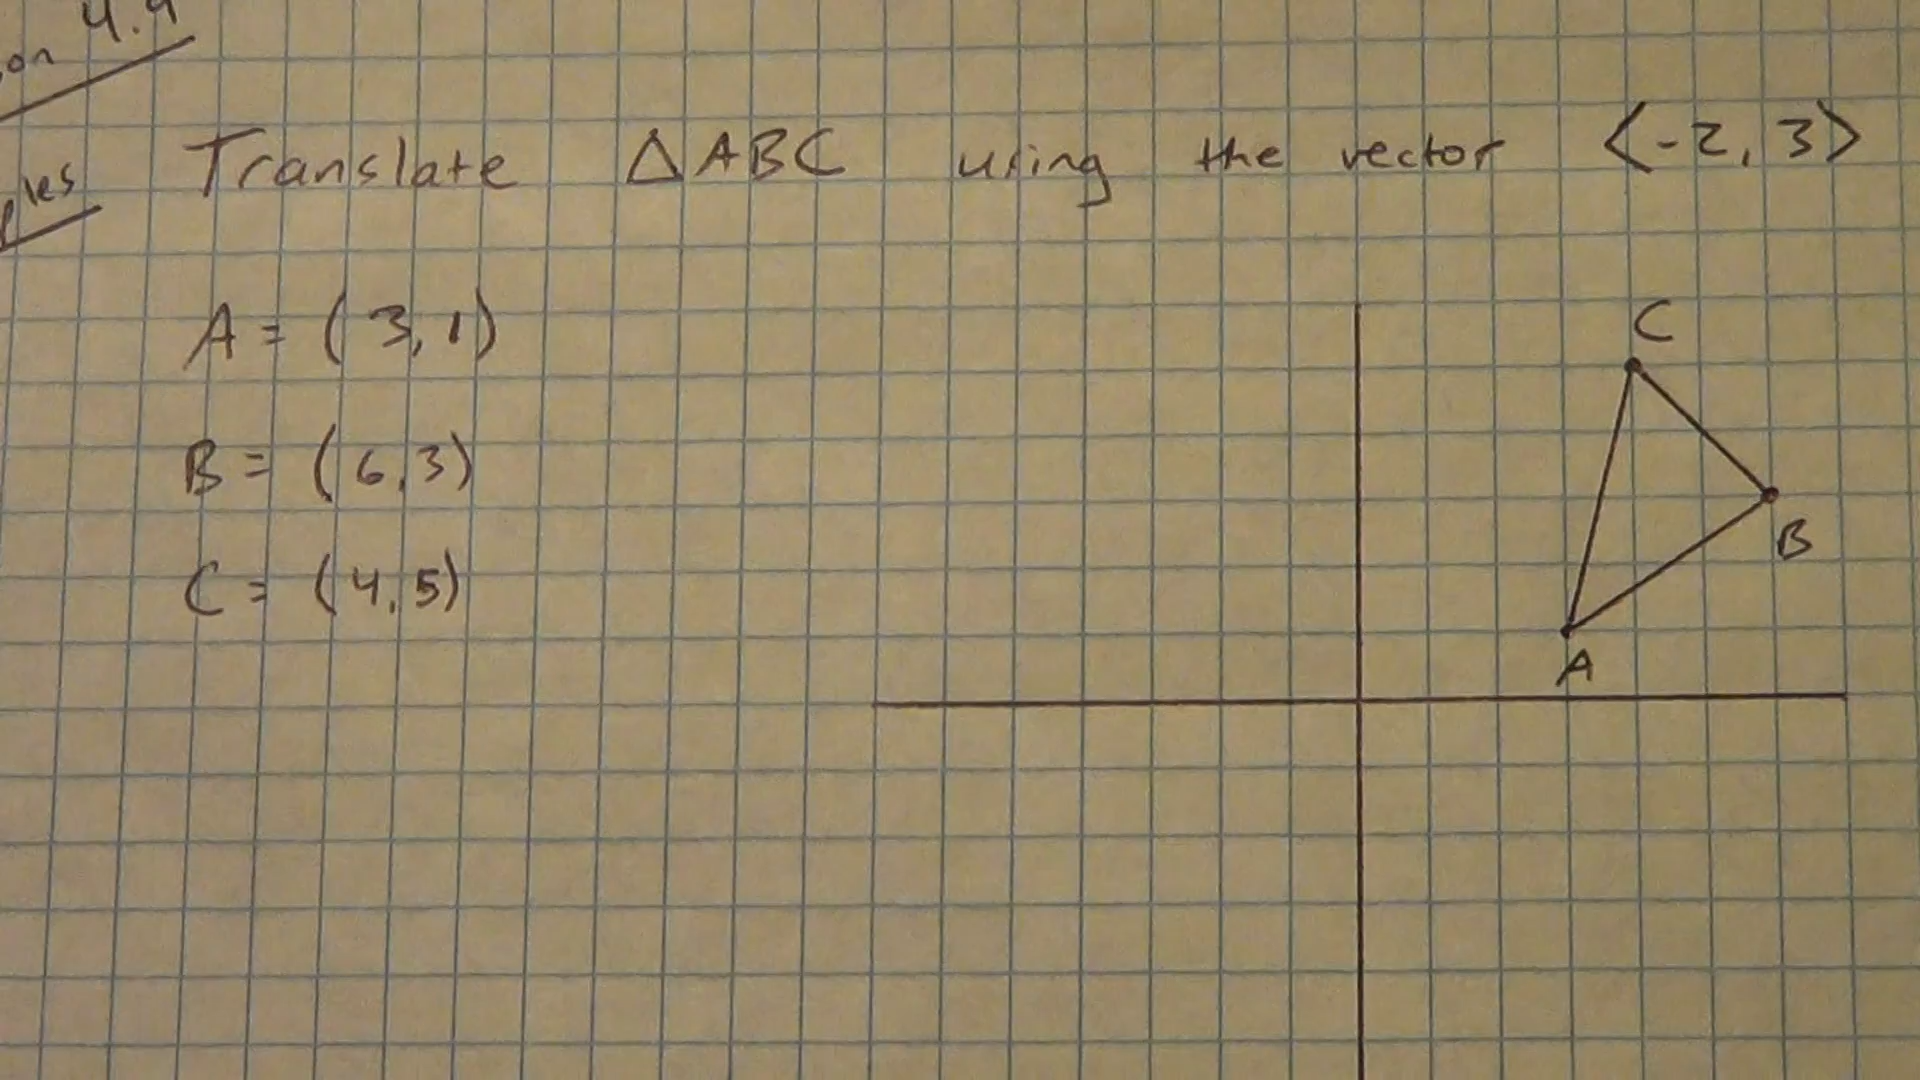 4.9
Translate △ABC using the vector <-2, 3>
A = (3, 1)
B = (6, 3)
C = (4, 5)
C
B
A